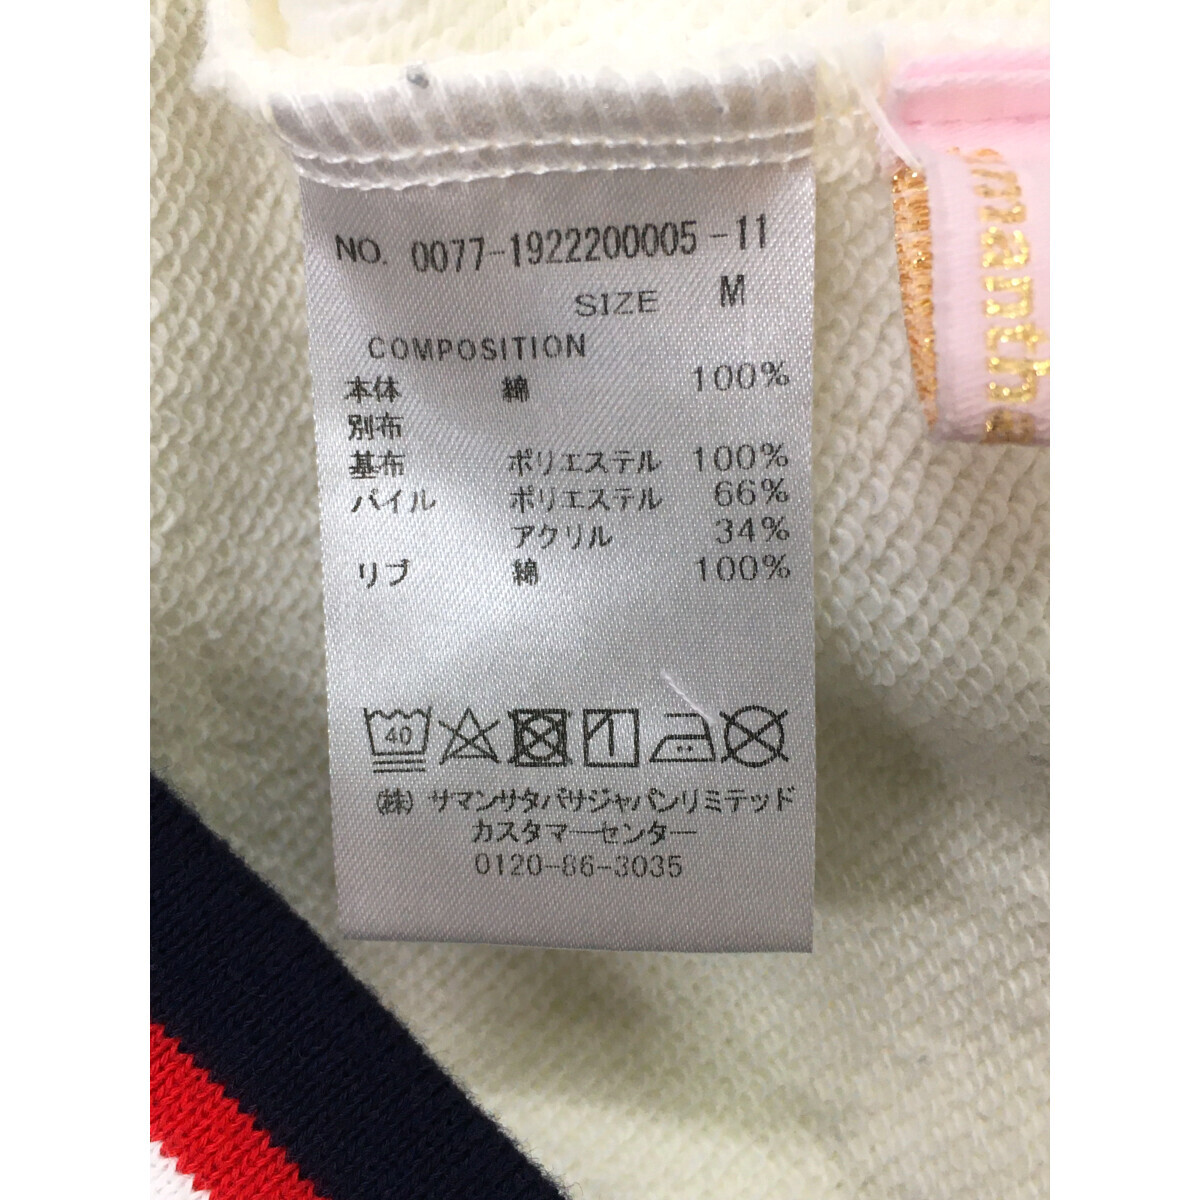 NO. 0077-1922200005-11
SIZE M
COMPOSITION
本体 綿 100%
別布
基布 ポリエステル 100%
パイル ポリエステル 66%
アクリル 34%
リブ 綿 100%
40
(株) サマンサタバサジャパンリミテッド
カスタマーセンター
0120-86-3035